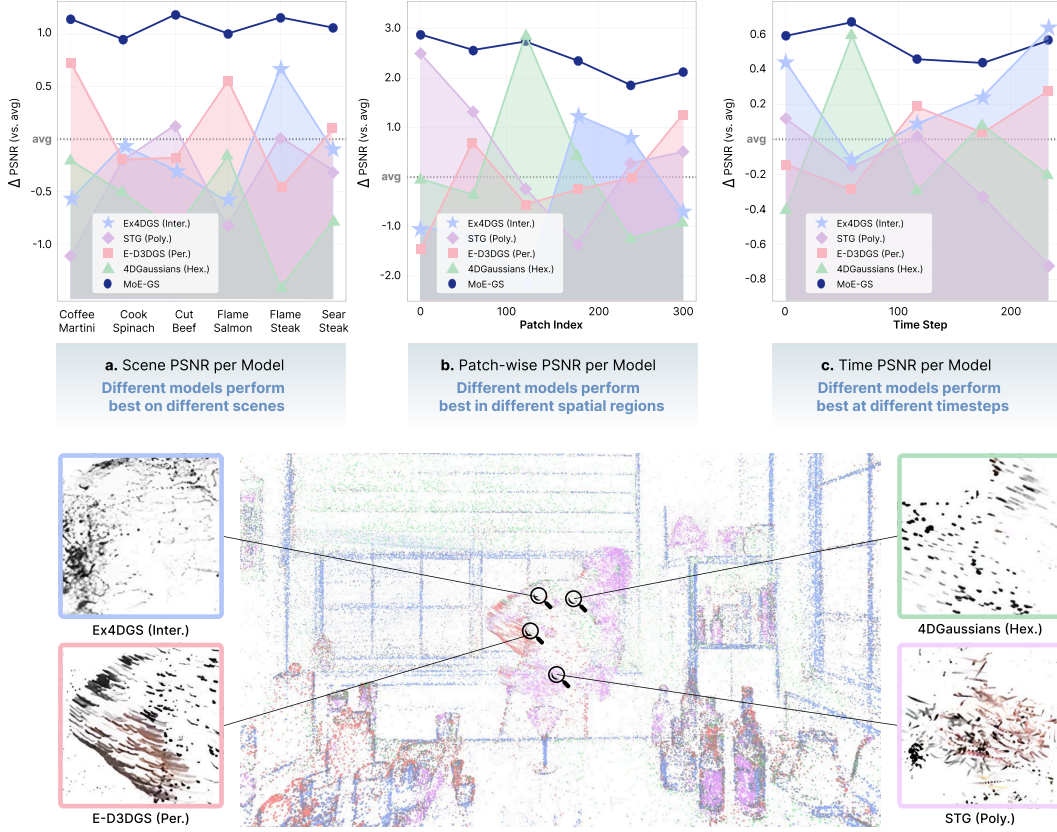 Δ PSNR (vs. avg)
1.0
0.5
avg
-0.5
-1.0
Ex4DGS (Inter.)
STG (Poly.)
E-D3DGS (Per.)
4DGaussians (Hex.)
MoE-GS
Coffee Martini
Cook Spinach
Cut Beef
Flame Salmon
Flame Steak
Sear Steak
Δ PSNR (vs. avg)
3.0
2.0
1.0
avg
-1.0
-2.0
Ex4DGS (Inter.)
STG (Poly.)
E-D3DGS (Per.)
4DGaussians (Hex.)
MoE-GS
0
100
200
300
Patch Index
Δ PSNR (vs. avg)
0.6
0.4
0.2
avg
-0.2
-0.4
-0.6
-0.8
Ex4DGS (Inter.)
STG (Poly.)
E-D3DGS (Per.)
4DGaussians (Hex.)
MoE-GS
0
100
200
Time Step
a. Scene PSNR per Model
Different models perform
best on different scenes
b. Patch-wise PSNR per Model
Different models perform
best in different spatial regions
c. Time PSNR per Model
Different models perform
best at different timesteps
Ex4DGS (Inter.)
4DGaussians (Hex.)
E-D3DGS (Per.)
STG (Poly.)